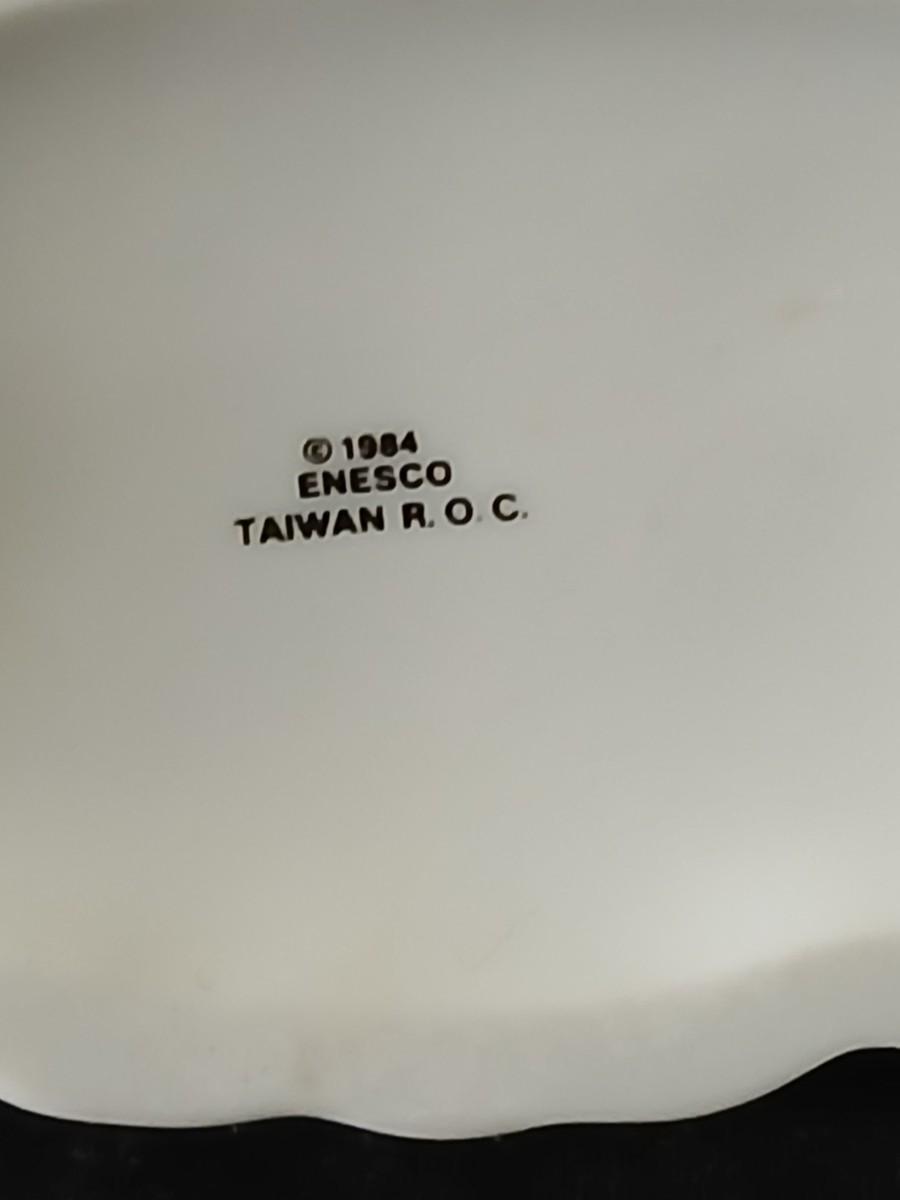 © 1984
ENESCO
TAIWAN R. O. C.